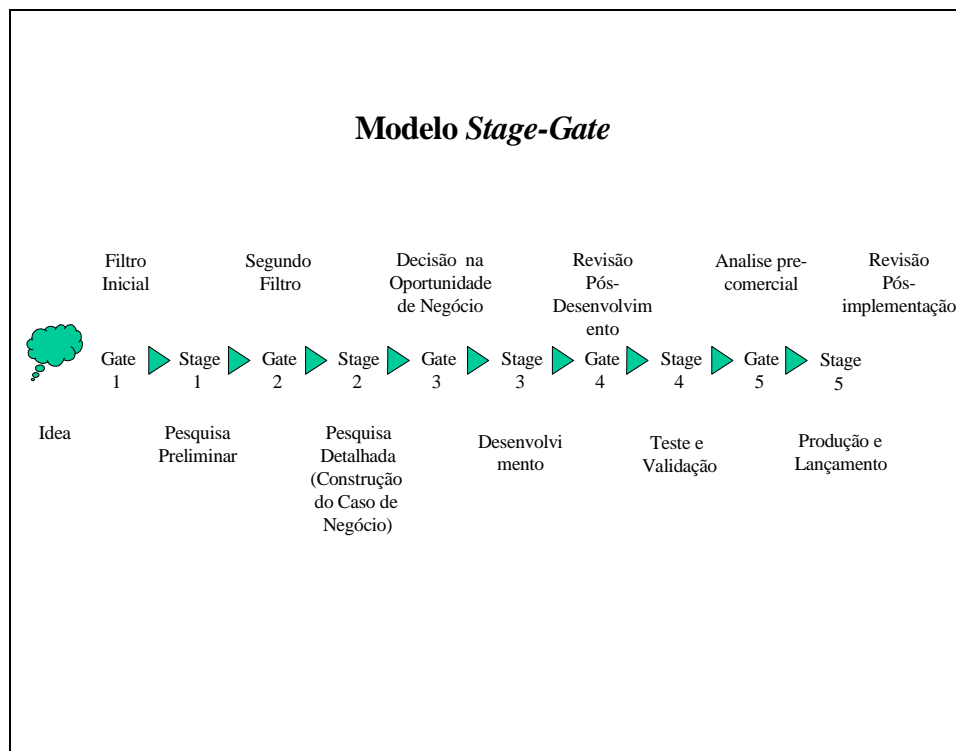 Modelo Stage-Gate
Filtro
Inicial
Segundo
Filtro
Decisão na
Oportunidade
de Negócio
Revisão
Pós-
Desenvolvim
ento
Analise pre-
comercial
Revisão
Pós-
implementação
Gate
1
Stage
1
Gate
2
Stage
2
Gate
3
Stage
3
Gate
4
Stage
4
Gate
5
Stage
5
Idea
Pesquisa
Preliminar
Pesquisa
Detalhada
(Construção
do Caso de
Negócio)
Desenvolvi
mento
Teste e
Validação
Produção e
Lançamento